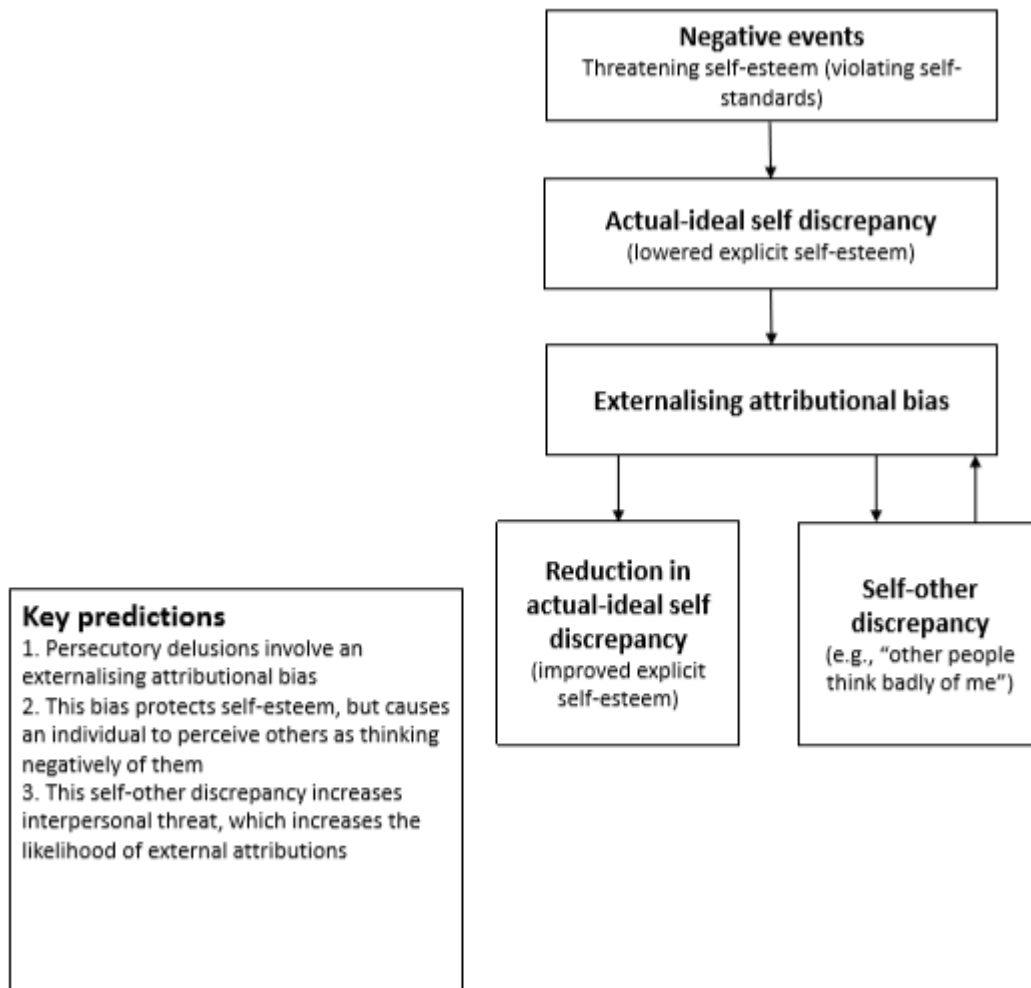 Negative events
Threatening self-esteem (violating self-
standards)
Actual-ideal self discrepancy
(lowered explicit self-esteem)
Externalising attributional bias
Reduction in
actual-ideal self
discrepancy
(improved explicit
self-esteem)
Self-other
discrepancy
(e.g., “other people
think badly of me”)
Key predictions
1. Persecutory delusions involve an
externalising attributional bias
2. This bias protects self-esteem, but causes
an individual to perceive others as thinking
negatively of them
3. This self-other discrepancy increases
interpersonal threat, which increases the
likelihood of external attributions